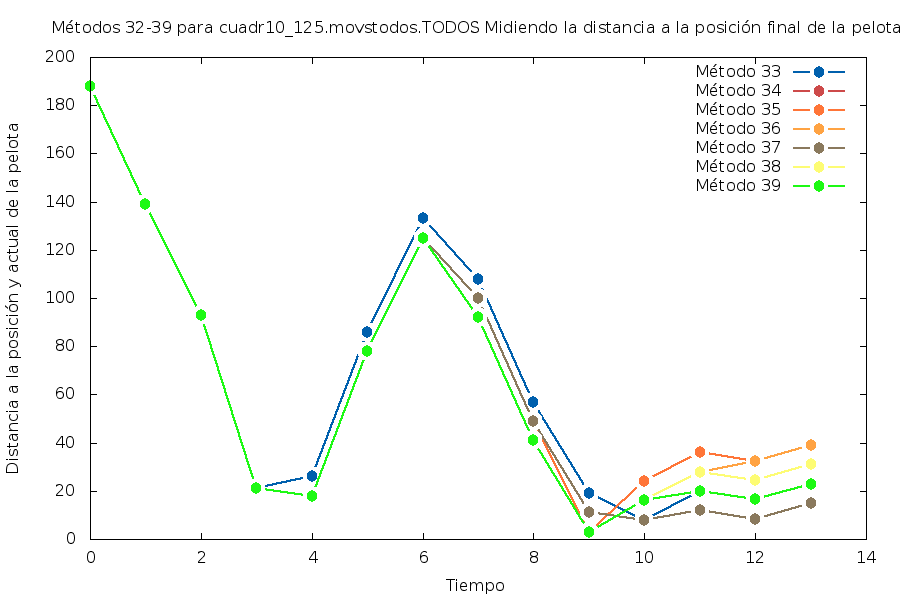 Métodos 32-39 para cuadr10_125.movstodos.TODOS Midiendo la distancia a la posición final de la pelota
Distancia a la posición y actual de la pelota
200
180
160
140
120
100
80
60
40
20
0
Método 33
Método 34
Método 35
Método 36
Método 37
Método 38
Método 39
0 2 4 6 8 10 12 14
Tiempo